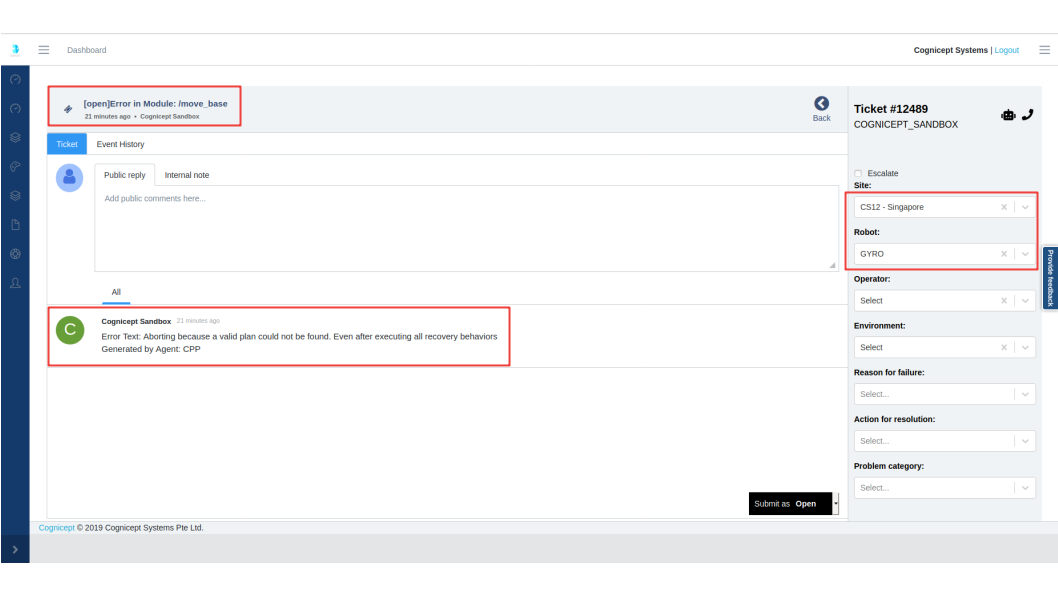 Dashboard
Cognicept Systems | Logout
[open]Error in Module: /move_base
21 minutes ago • Cognicept Sandbox
Back
Ticket #12489
COGNICEPT_SANDBOX
Ticket
Event History
Public reply
Internal note
Add public comments here...
Escalate
Site:
CS12 - Singapore
Robot:
GYRO
Provide feedback
Operator:
Select
All
C
Cognicept Sandbox 21 minutes ago
Error Text: Aborting because a valid plan could not be found. Even after executing all recovery behaviors
Generated by Agent: CPP
Environment:
Select
Reason for failure:
Select...
Action for resolution:
Select...
Problem category:
Select...
Submit as Open
Cognicept © 2019 Cognicept Systems Pte Ltd.